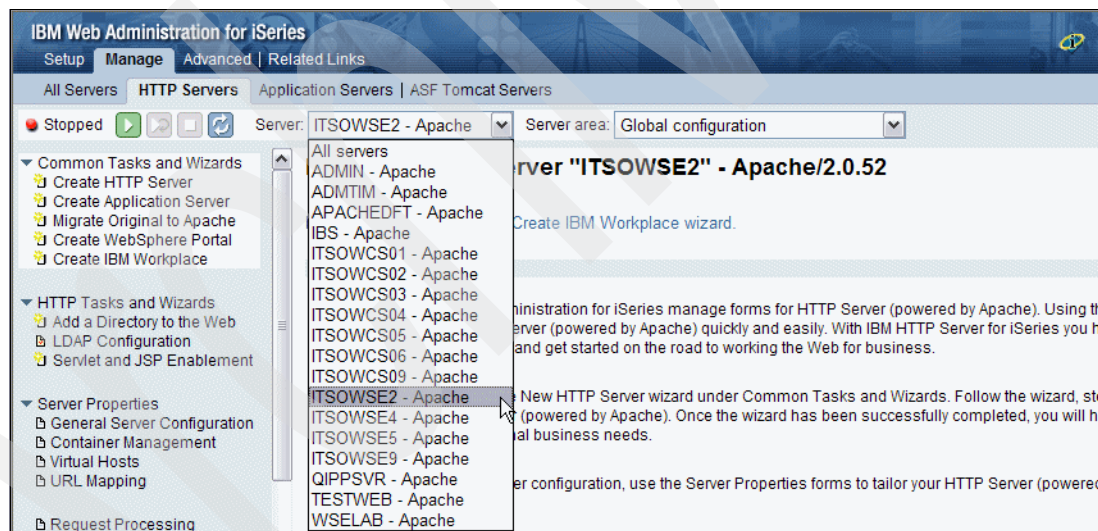 IBM Web Administration for iSeries
Setup Manage Advanced | Related Links
All Servers HTTP Servers Application Servers | ASF Tomcat Servers
Stopped Server: ITSOWSE2 - Apache Server area: Global configuration
Common Tasks and Wizards
Create HTTP Server
Create Application Server
Migrate Original to Apache
Create WebSphere Portal
Create IBM Workplace
HTTP Tasks and Wizards
Add a Directory to the Web
LDAP Configuration
Servlet and JSP Enablement
Server Properties
General Server Configuration
Container Management
Virtual Hosts
URL Mapping
Request Processing
All servers
ADMIN - Apache
ADMTIM - Apache
APACHEDFT - Apache
IBS - Apache
ITSOWCS01 - Apache
ITSOWCS02 - Apache
ITSOWCS03 - Apache
ITSOWCS04 - Apache
ITSOWCS05 - Apache
ITSOWCS06 - Apache
ITSOWCS09 - Apache
ITSOWSE2 - Apache
ITSOWSE4 - Apache
ITSOWSE5 - Apache
ITSOWSE9 - Apache
QIPPSVR - Apache
TESTWEB - Apache
WSELAB - Apache
rver "ITSOWSE2" - Apache/2.0.52
Create IBM Workplace wizard.
ministration for iSeries manage forms for HTTP Server (powered by Apache). Using th
erver (powered by Apache) quickly and easily. With IBM HTTP Server for iSeries you h
and get started on the road to working the Web for business.
New HTTP Server wizard under Common Tasks and Wizards. Follow the wizard, ste
(powered by Apache). Once the wizard has been successfully completed, you will h
al business needs.
er configuration, use the Server Properties forms to tailor your HTTP Server (powered